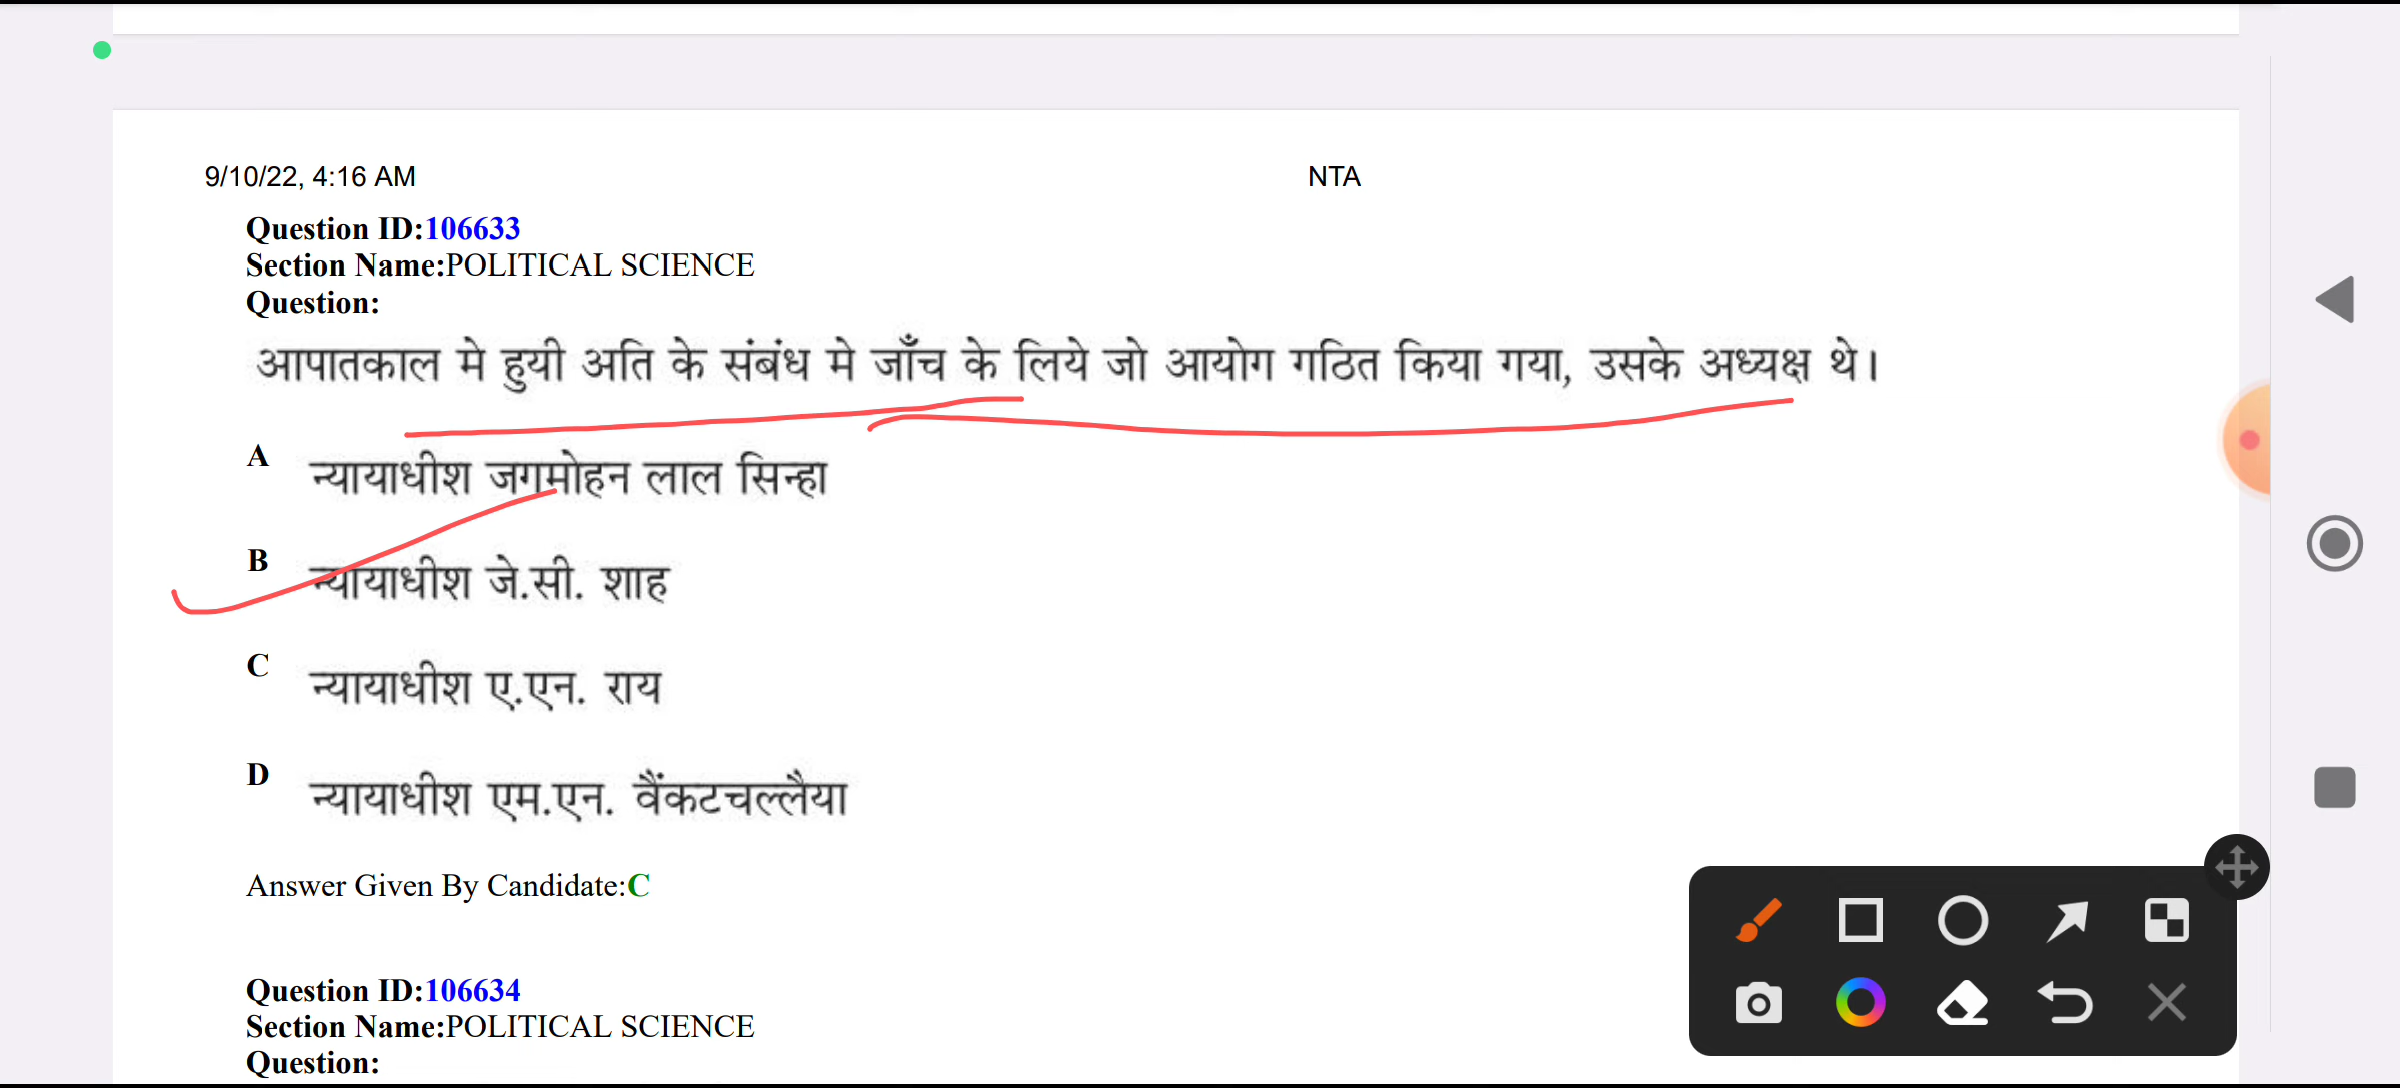 9/10/22, 4:16 AM NTA
Question ID:106633
Section Name:POLITICAL SCIENCE
Question:
आपातकाल मे हुयी अति के संबंध मे जाँच के लिये जो आयोग गठित किया गया, उसके अध्यक्ष थे।
A न्यायाधीश जगमोहन लाल सिन्हा
B न्यायाधीश जे.सी. शाह
C न्यायाधीश ए.एन. राय
D न्यायाधीश एम.एन. वैंकटचल्लैया
Answer Given By Candidate:C
Question ID:106634
Section Name:POLITICAL SCIENCE
Question: